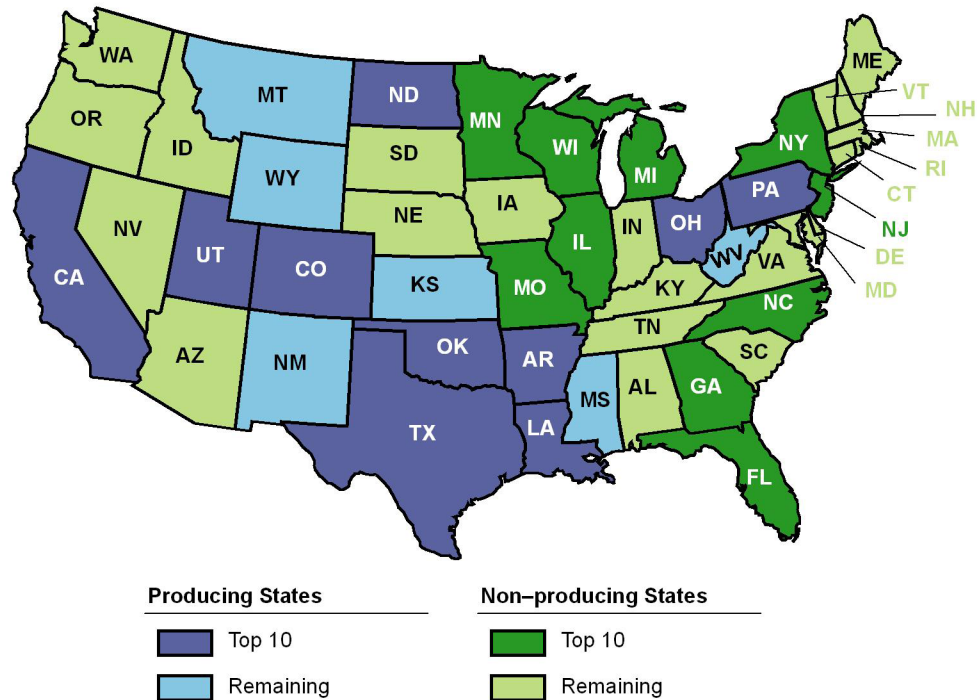 WA
ME
MT
ND
VT
OR
MN
NH
ID
WI
NY
MA
SD
WY
MI
RI
PA
CT
IA
NE
NV
NJ
IL
IN
OH
UT
CO
DE
CA
WV
VA
KS
MO
KY
MD
NC
TN
OK
AZ
NM
AR
SC
MS
AL
GA
TX
LA
FL
Producing States
Non–producing States
Top 10
Top 10
Remaining
Remaining